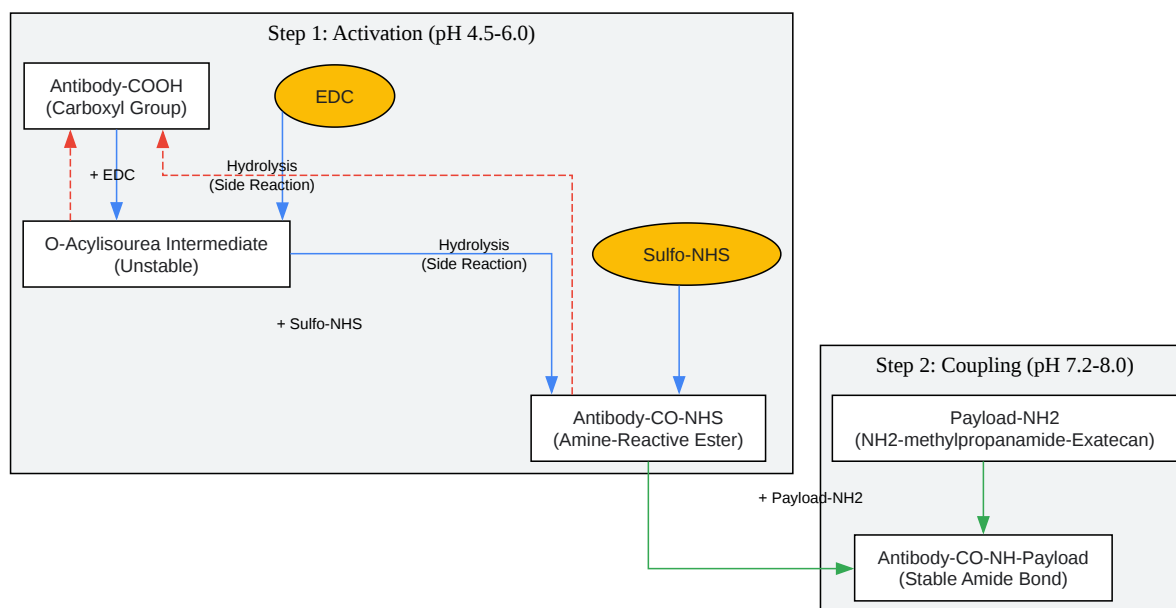 Step 1: Activation (pH 4.5-6.0)
Antibody-COOH
(Carboxyl Group)
EDC
+ EDC
Hydrolysis
(Side Reaction)
O-Acylisourea Intermediate
(Unstable)
Hydrolysis
(Side Reaction)
Sulfo-NHS
+ Sulfo-NHS
Antibody-CO-NHS
(Amine-Reactive Ester)
Step 2: Coupling (pH 7.2-8.0)
Payload-NH2
(NH2-methylpropanamide-Exatecan)
+ Payload-NH2
Antibody-CO-NH-Payload
(Stable Amide Bond)